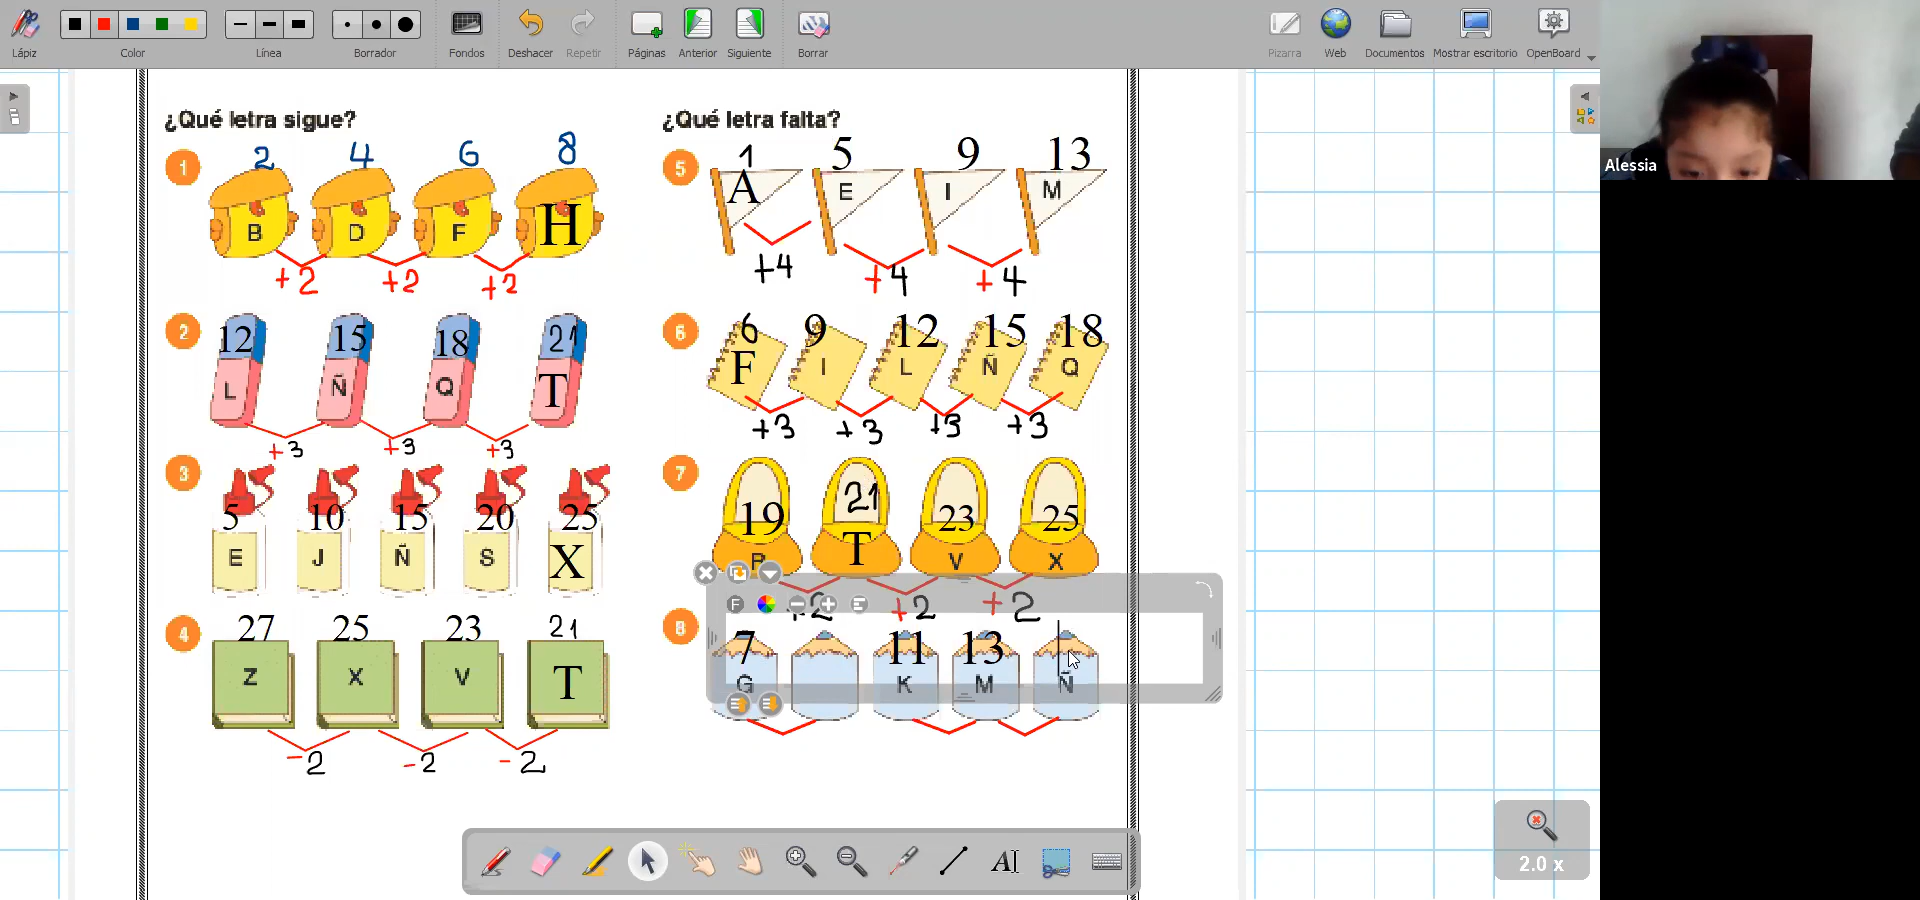 Lápiz Color Línea Borrador Fondos Deshacer Repetir Páginas Anterior Siguiente Borrar Pizarra Web Documentos Mostrar escritorio OpenBoard
Alessia
¿Qué letra sigue?
1
2 4 6 8
B D F H
+2 +2 +2
2
12 15 18 21
L Ñ Q T
+3 +3 +3
3
5 10 15 20 25
E J Ñ S X
4
27 25 23 21
Z X V T
-2 -2 -2
¿Qué letra falta?
5
1 5 9 13
A E I M
+4 +4 +4
6
6 9 12 15 18
F I L Ñ Q
+3 +3 +3 +3
7
19 21 23 25
R T V X
+2 +2 +2
8
7 11 13
G K M Ñ
2.0 x